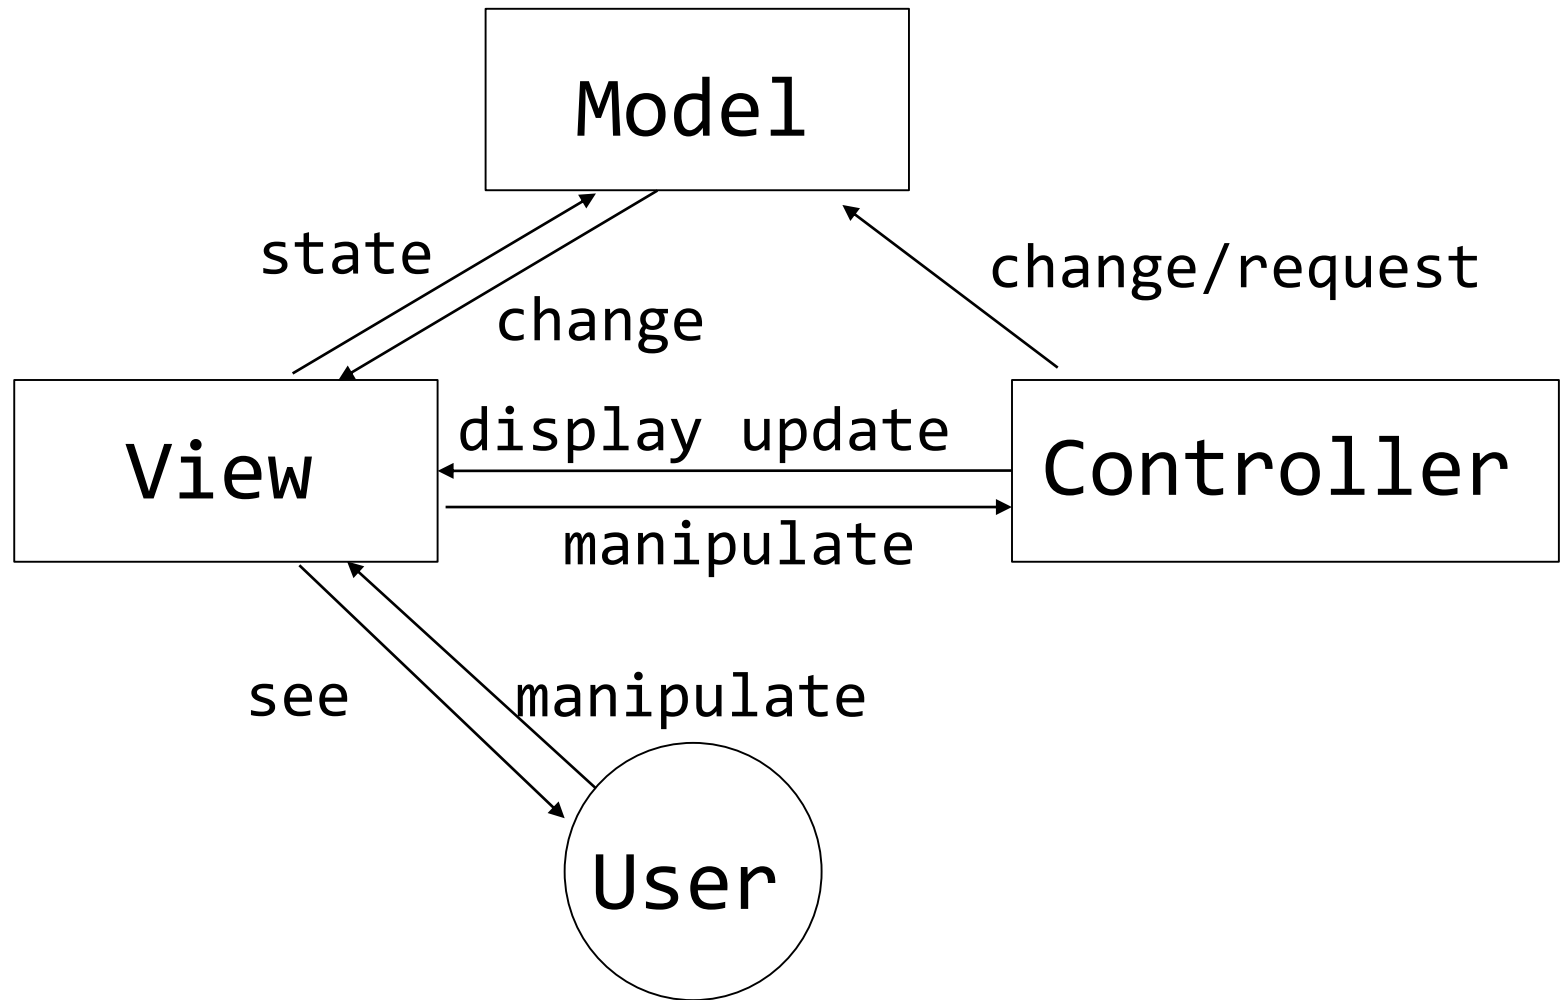 Model
state
change/request
change
display update
View
Controller
manipulate
see
manipulate
User